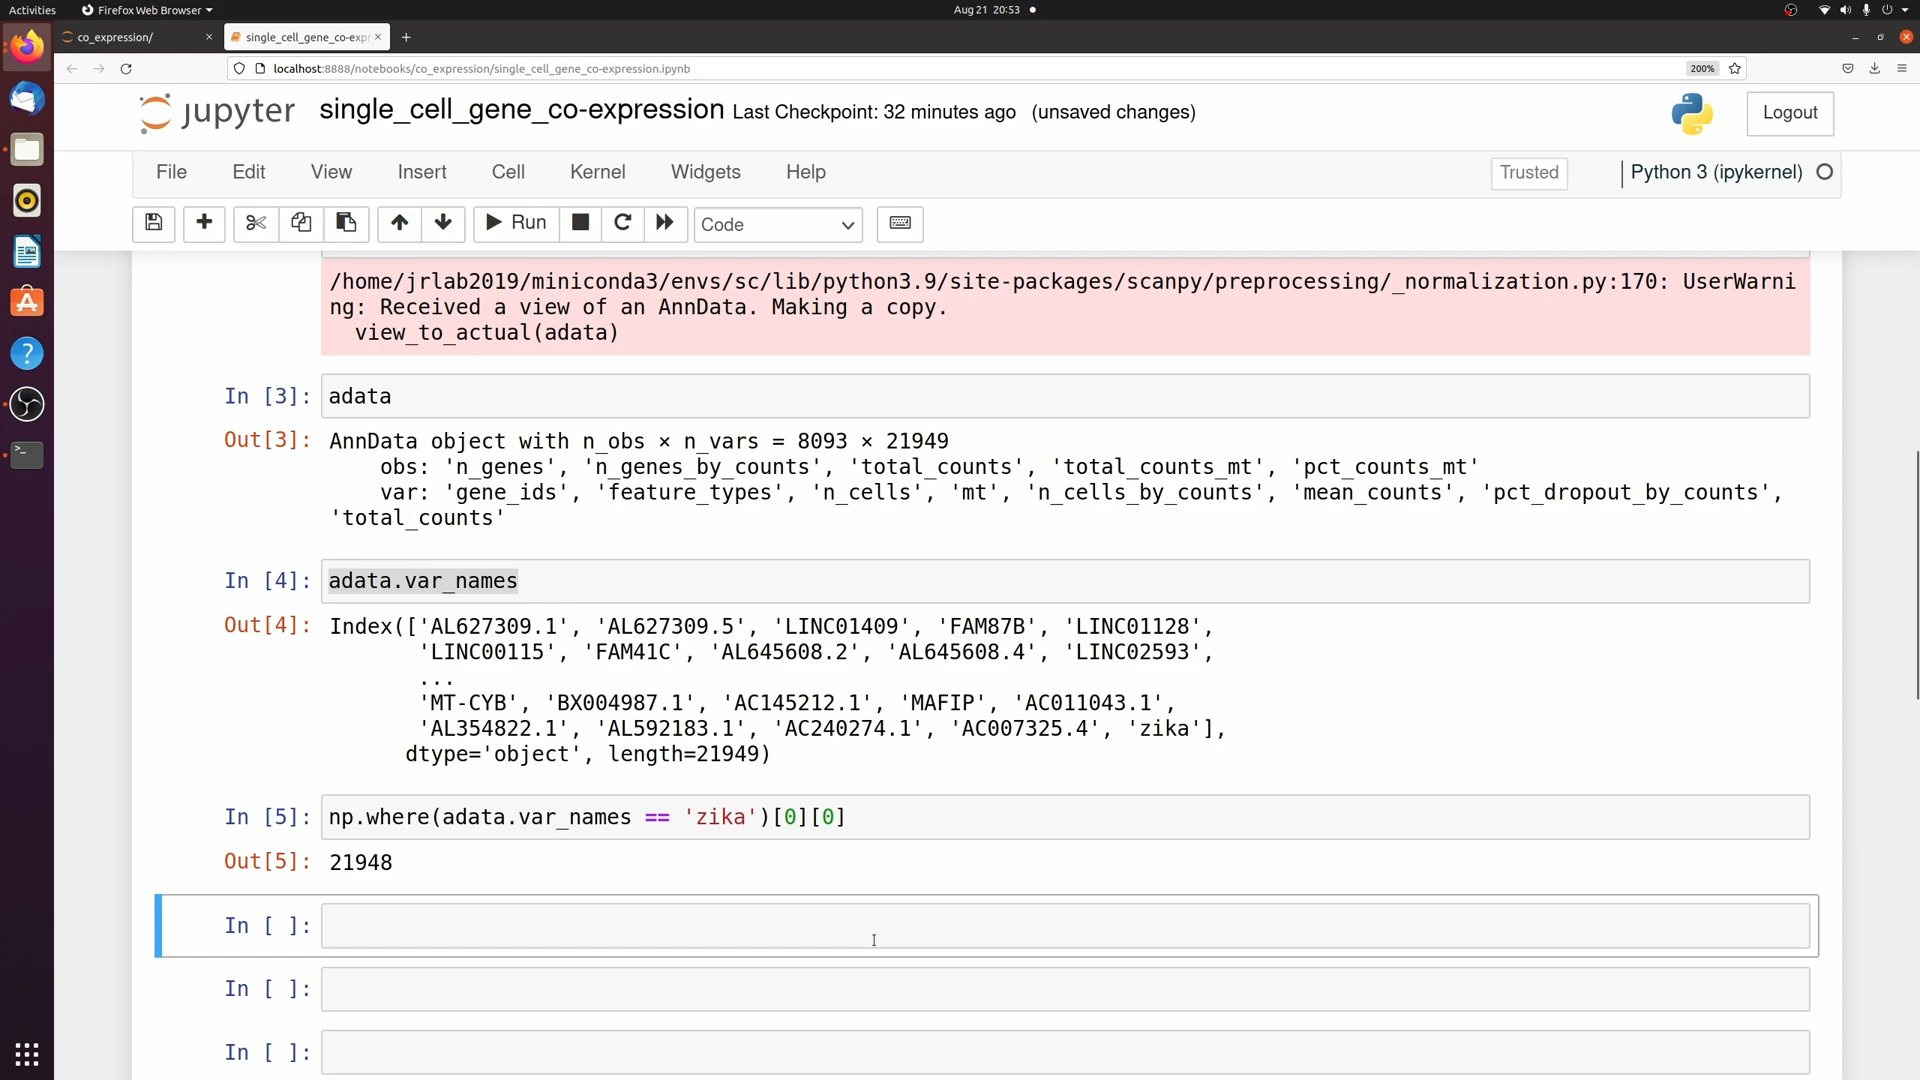 Activities
Firefox Web Browser
Aug 21 20:53
co_expression/
single_cell_gene_co-expr
localhost:8888/notebooks/co_expression/single_cell_gene_co-expression.ipynb
200%
jupyter
single_cell_gene_co-expression Last Checkpoint: 32 minutes ago (unsaved changes)
Logout
File Edit View Insert Cell Kernel Widgets Help
Trusted
Python 3 (ipykernel)
Run
Code
/home/jrlab2019/miniconda3/envs/sc/lib/python3.9/site-packages/scanpy/preprocessing/_normalization.py:170: UserWarni
ng: Received a view of an AnnData. Making a copy.
view_to_actual(adata)
In [3]: adata
Out[3]: AnnData object with n_obs × n_vars = 8093 × 21949
obs: 'n_genes', 'n_genes_by_counts', 'total_counts', 'total_counts_mt', 'pct_counts_mt'
var: 'gene_ids', 'feature_types', 'n_cells', 'mt', 'n_cells_by_counts', 'mean_counts', 'pct_dropout_by_counts',
'total_counts'
In [4]: adata.var_names
Out[4]: Index(['AL627309.1', 'AL627309.5', 'LINC01409', 'FAM87B', 'LINC01128',
'LINC00115', 'FAM41C', 'AL645608.2', 'AL645608.4', 'LINC02593',
...
'MT-CYB', 'BX004987.1', 'AC145212.1', 'MAFIP', 'AC011043.1',
'AL354822.1', 'AL592183.1', 'AC240274.1', 'AC007325.4', 'zika'],
dtype='object', length=21949)
In [5]: np.where(adata.var_names == 'zika')[0][0]
Out[5]: 21948
In [ ]:
In [ ]:
In [ ]: